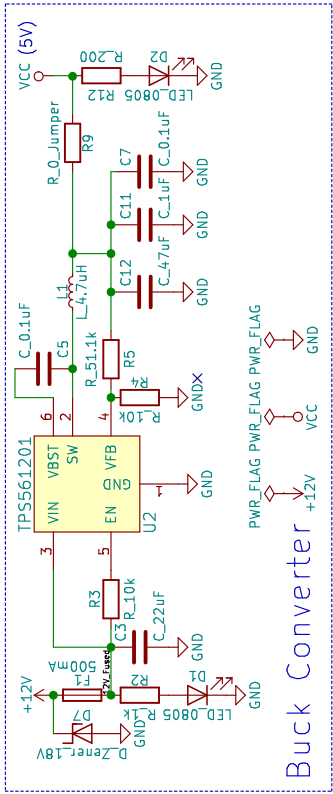 +12V
F1
500mA
12V_Fused
D7
D_Zener_18V
GND
R2
R_1k
D1
LED_0805
GND
C3
C_22uF
GND
R3
R_10k
TPS561201
U2
VIN
EN
GND
VBST
SW
VFB
3
5
1
6
2
4
GND
C_0.1uF
C5
L1
L_4.7uH
R5
R_51.1k
R4
R_10k
GND
C12
C_47uF
GND
C11
C_1uF
GND
C7
C_0.1uF
GND
R9
R_0_Jumper
VCC
(5V)
R_200
R12
D2
LED_0805
GND
PWR_FLAG
+12V
PWR_FLAG
VCC
PWR_FLAG
GND
Buck Converter